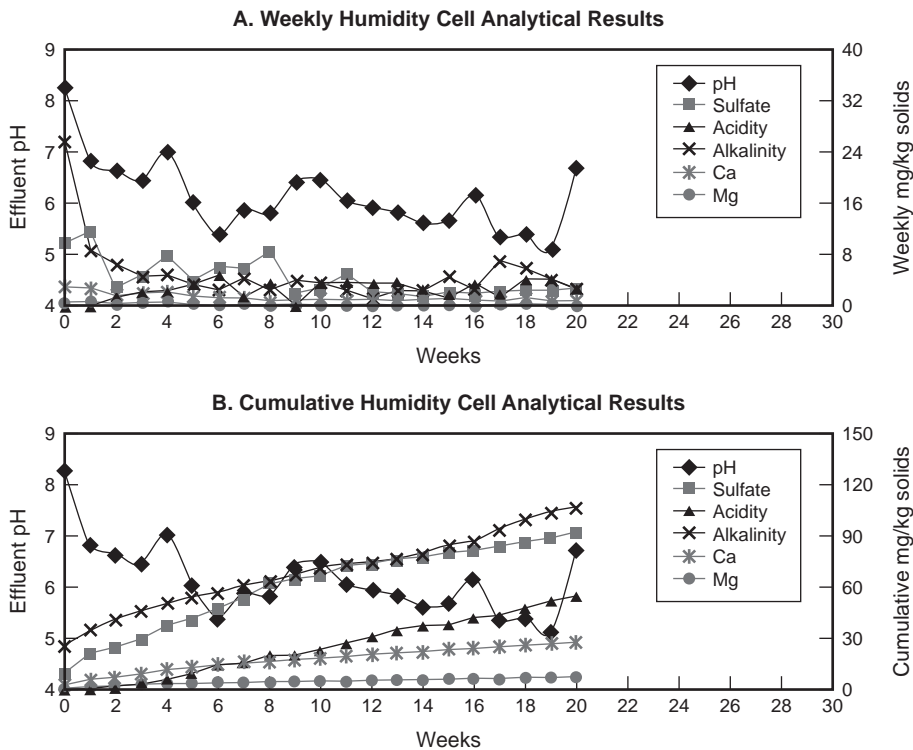 A. Weekly Humidity Cell Analytical Results
9
8
7
6
5
4
Effluent pH
40
32
24
16
8
0
Weekly mg/kg solids
pH
Sulfate
Acidity
Alkalinity
Ca
Mg
0 2 4 6 8 10 12 14 16 18 20 22 24 26 28 30
Weeks
B. Cumulative Humidity Cell Analytical Results
9
8
7
6
5
4
Effluent pH
150
120
90
60
30
0
Cumulative mg/kg solids
pH
Sulfate
Acidity
Alkalinity
Ca
Mg
0 2 4 6 8 10 12 14 16 18 20 22 24 26 28 30
Weeks